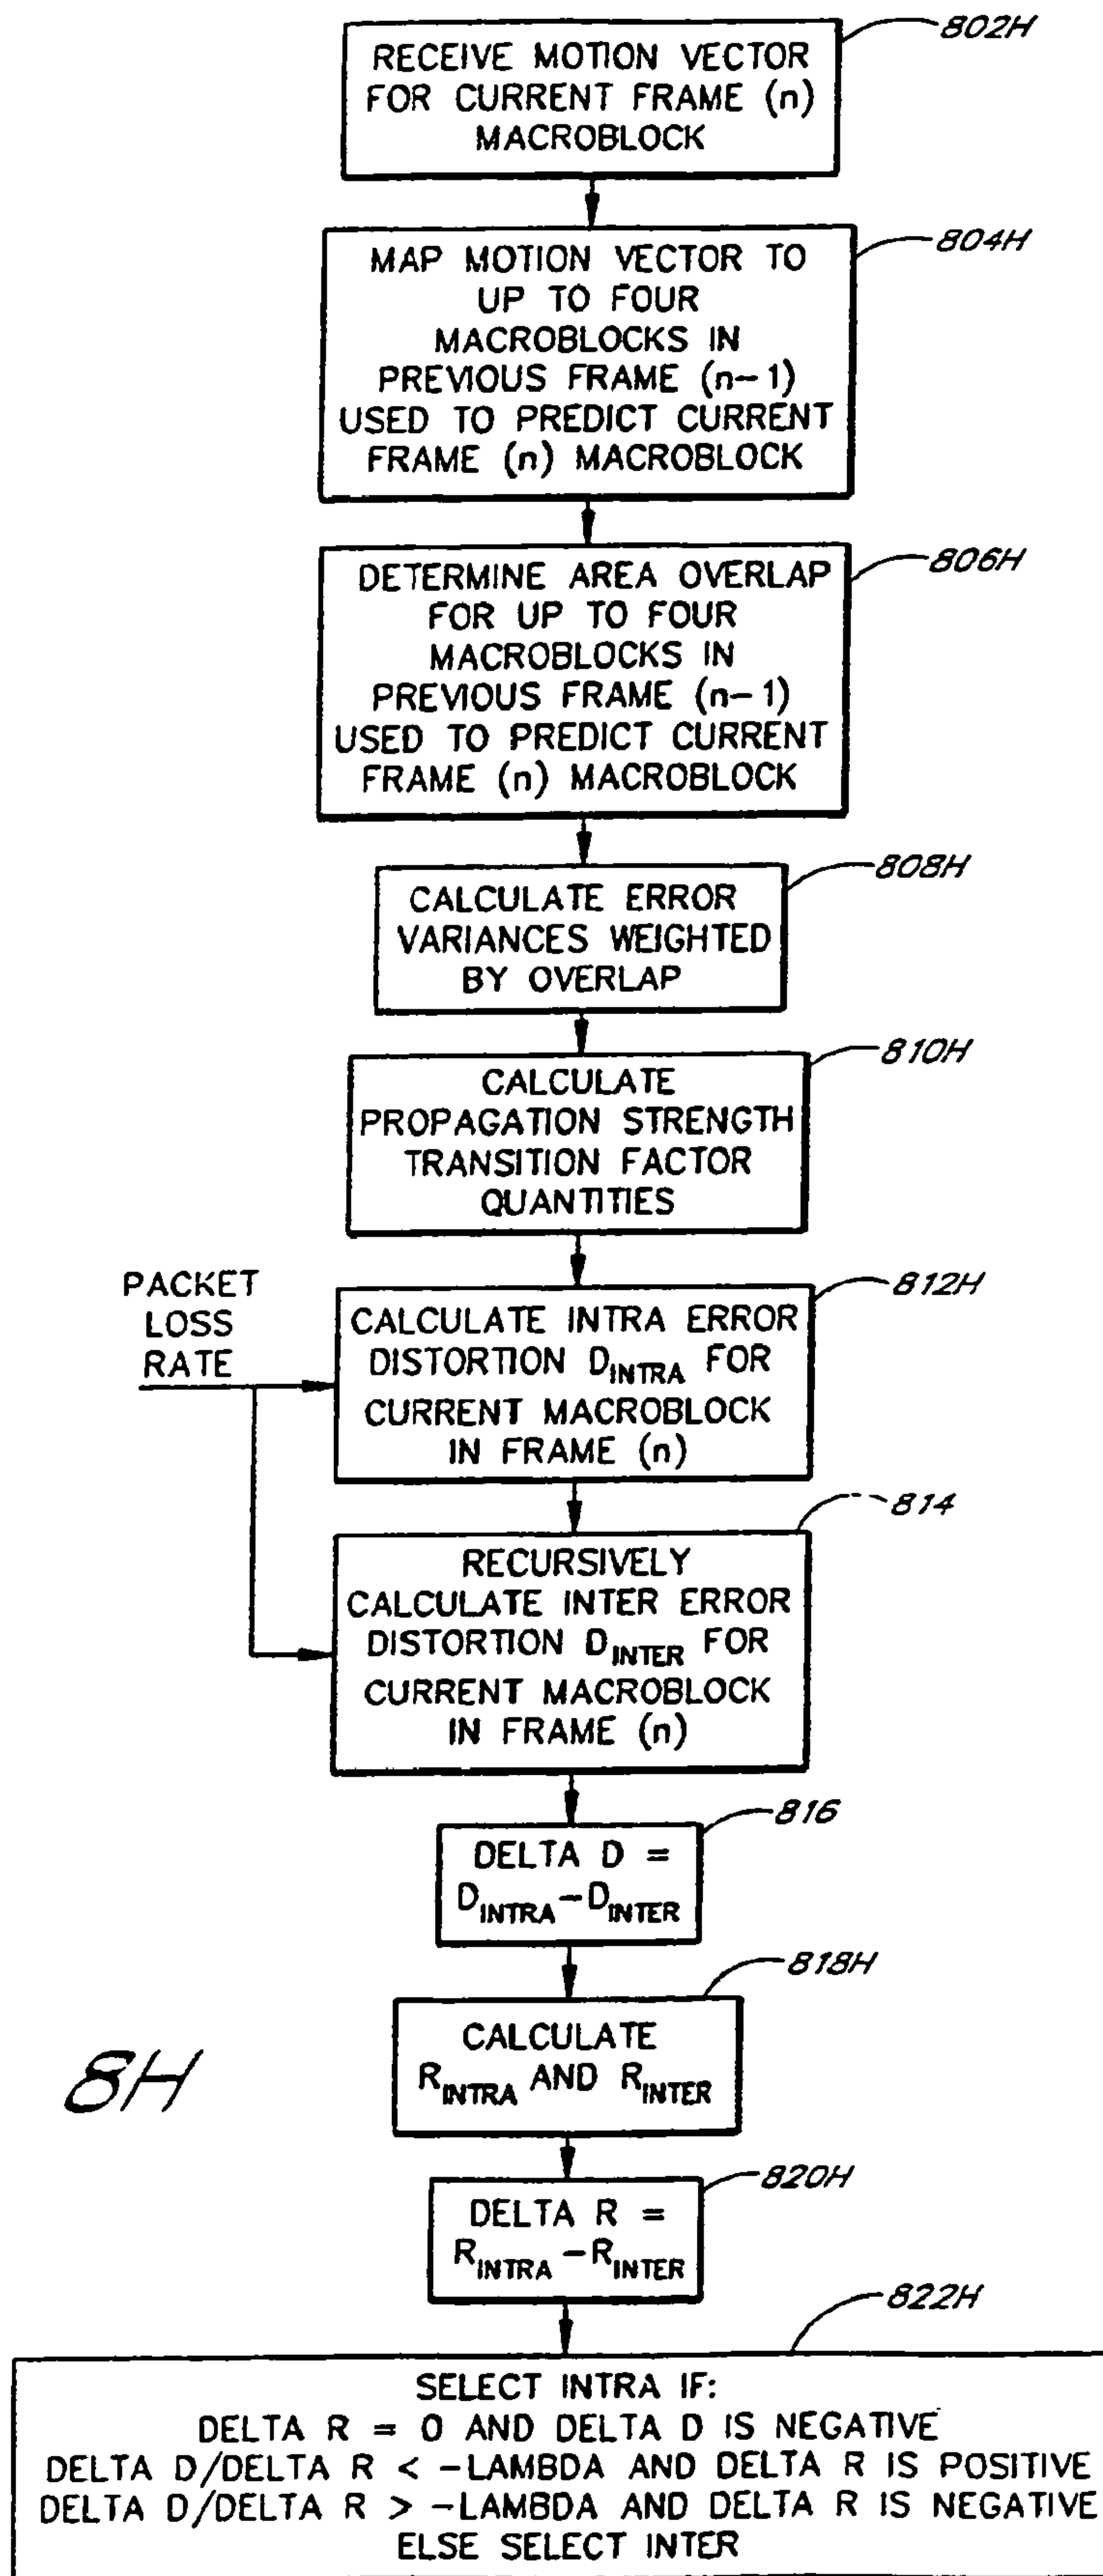 802H
RECEIVE MOTION VECTOR
FOR CURRENT FRAME (n)
MACROBLOCK
804H
MAP MOTION VECTOR TO
UP TO FOUR
MACROBLOCKS IN
PREVIOUS FRAME (n-1)
USED TO PREDICT CURRENT
FRAME (n) MACROBLOCK
806H
DETERMINE AREA OVERLAP
FOR UP TO FOUR
MACROBLOCKS IN
PREVIOUS FRAME (n-1)
USED TO PREDICT CURRENT
FRAME (n) MACROBLOCK
808H
CALCULATE ERROR
VARIANCES WEIGHTED
BY OVERLAP
810H
CALCULATE
PROPAGATION STRENGTH
TRANSITION FACTOR
QUANTITIES
PACKET
LOSS
RATE
812H
CALCULATE INTRA ERROR
DISTORTION D_INTRA FOR
CURRENT MACROBLOCK
IN FRAME (n)
814
RECURSIVELY
CALCULATE INTER ERROR
DISTORTION D_INTER FOR
CURRENT MACROBLOCK
IN FRAME (n)
816
DELTA D =
D_INTRA-D_INTER
818H
CALCULATE
R_INTRA AND R_INTER
8H
820H
DELTA R =
R_INTRA-R_INTER
822H
SELECT INTRA IF:
DELTA R = 0 AND DELTA D IS NEGATIVE
DELTA D/DELTA R < -LAMBDA AND DELTA R IS POSITIVE
DELTA D/DELTA R > -LAMBDA AND DELTA R IS NEGATIVE
ELSE SELECT INTER